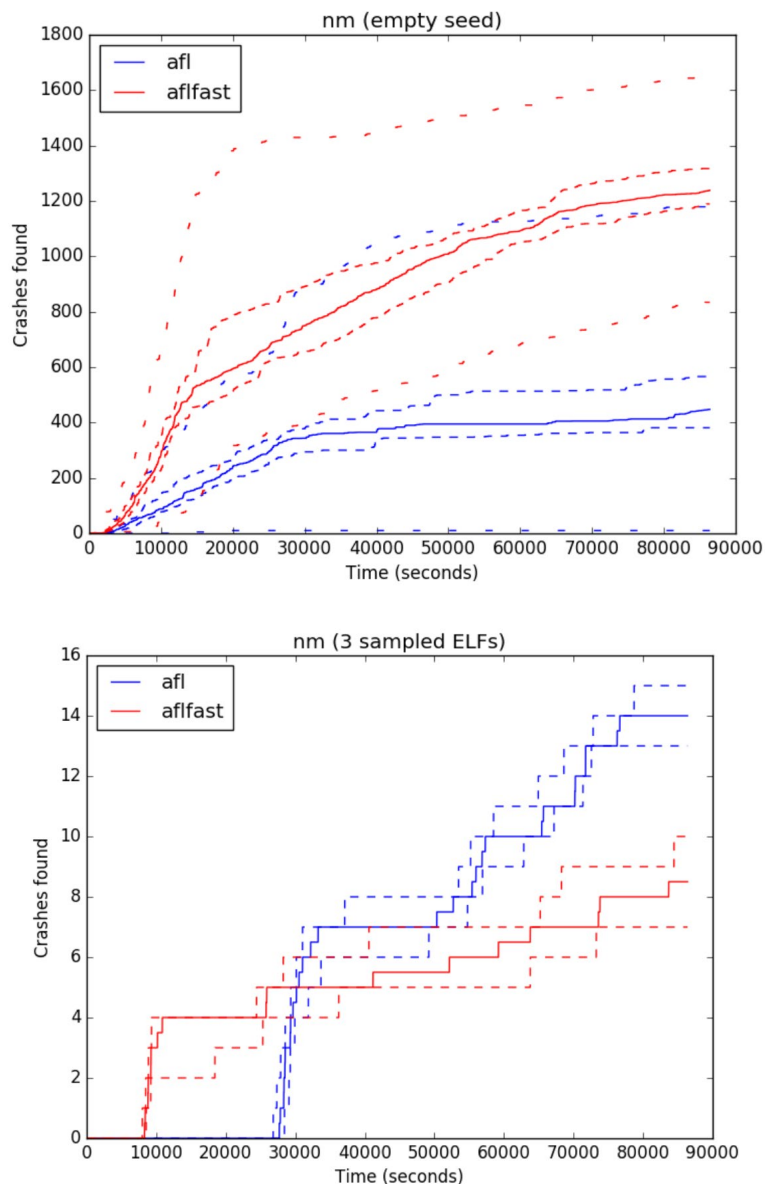 nm (empty seed)
afl
aflfast
1800
1600
1400
1200
1000
800
600
400
200
0
Crashes found
0 10000 20000 30000 40000 50000 60000 70000 80000 90000
Time (seconds)
nm (3 sampled ELFs)
afl
aflfast
16
14
12
10
8
6
4
2
0
Crashes found
0 10000 20000 30000 40000 50000 60000 70000 80000 90000
Time (seconds)